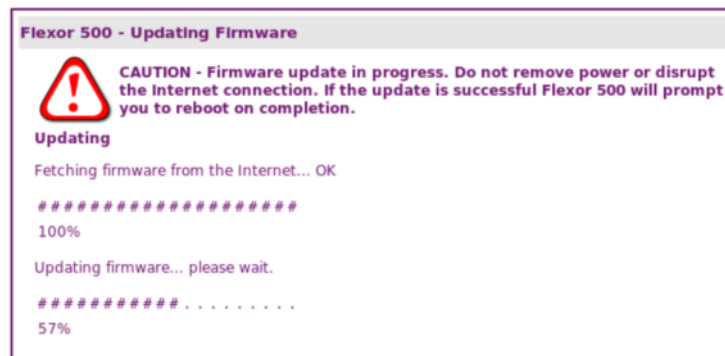 Flexor 500 - Updating Firmware
CAUTION - Firmware update in progress. Do not remove power or disrupt
the Internet connection. If the update is successful Flexor 500 will prompt
you to reboot on completion.
Updating
Fetching firmware from the Internet... OK
# # # # # # # # # # # # # # # # # # # #
100%
Updating firmware... please wait.
# # # # # # # # # # # . . . . . . . . .
57%